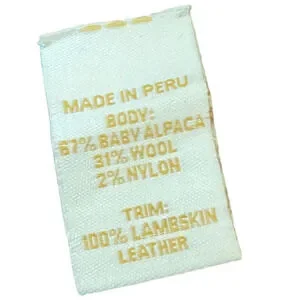 MADE IN PERU
BODY:
67% BABY ALPACA
31% WOOL
2% NYLON
TRIM:
100% LAMBSKIN
LEATHER